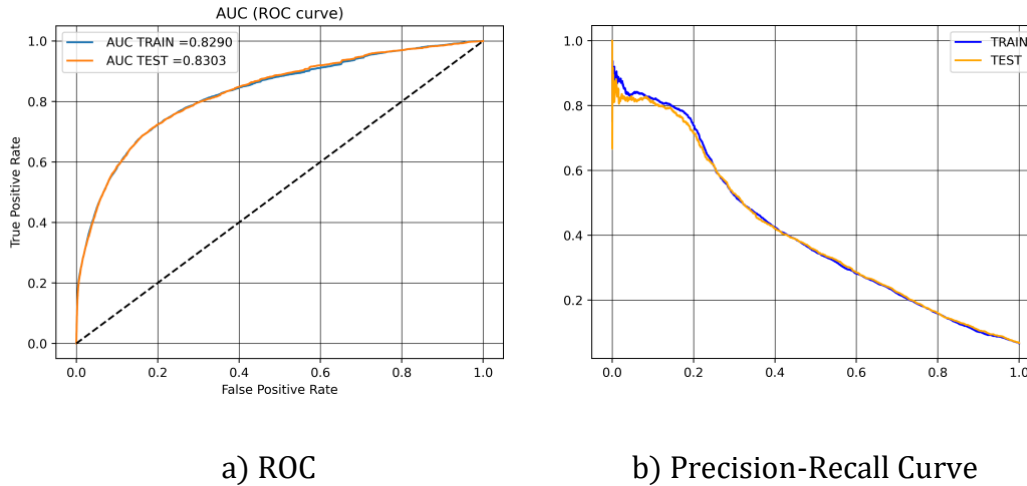 AUC (ROC curve)
AUC TRAIN =0.8290
AUC TEST =0.8303
1.0
0.8
0.6
0.4
0.2
0.0
True Positive Rate
0.0 0.2 0.4 0.6 0.8 1.0
False Positive Rate
TRAIN
TEST
1.0
0.8
0.6
0.4
0.2
0.0 0.2 0.4 0.6 0.8 1.0
a) ROC
b) Precision-Recall Curve